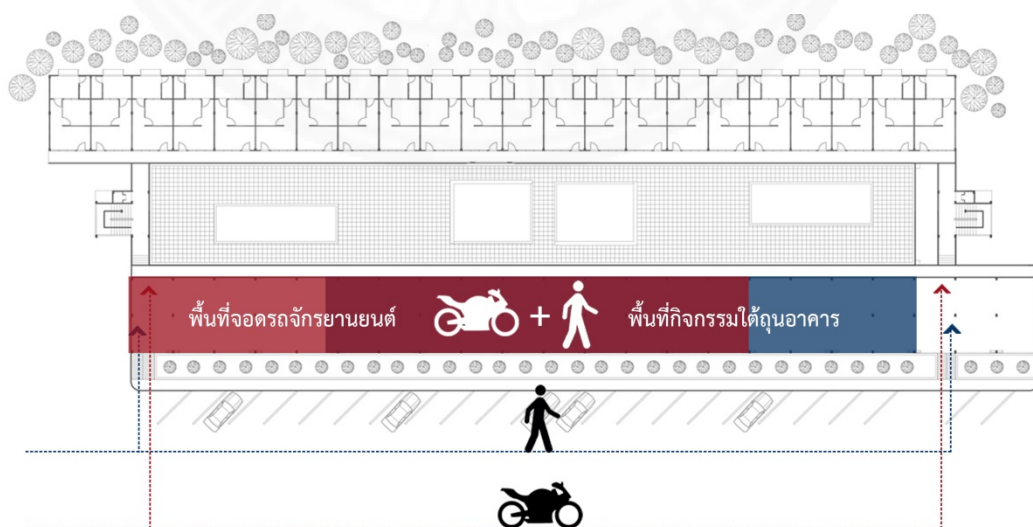 พื้นที่จอดรถจักรยานยนต์ + พื้นที่กิจกรรมใต้ถุนอาคาร